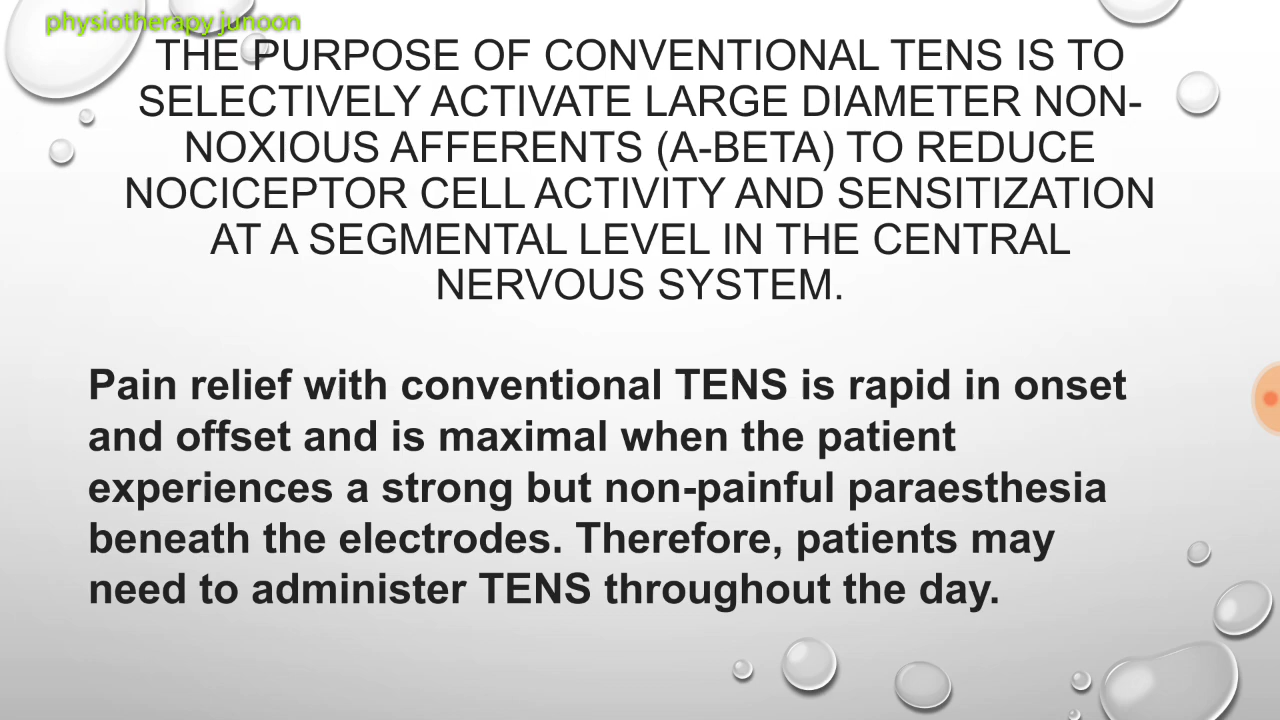 physiotherapy junoon
THE PURPOSE OF CONVENTIONAL TENS IS TO
SELECTIVELY ACTIVATE LARGE DIAMETER NON-
NOXIOUS AFFERENTS (A-BETA) TO REDUCE
NOCICEPTOR CELL ACTIVITY AND SENSITIZATION
AT A SEGMENTAL LEVEL IN THE CENTRAL
NERVOUS SYSTEM.
Pain relief with conventional TENS is rapid in onset
and offset and is maximal when the patient
experiences a strong but non-painful paraesthesia
beneath the electrodes. Therefore, patients may
need to administer TENS throughout the day.